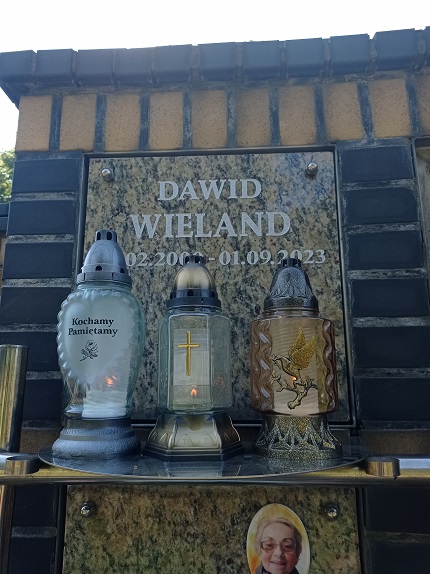 DAWID
WIELAND
01.09.2023
Kochamy
Pamiętamy